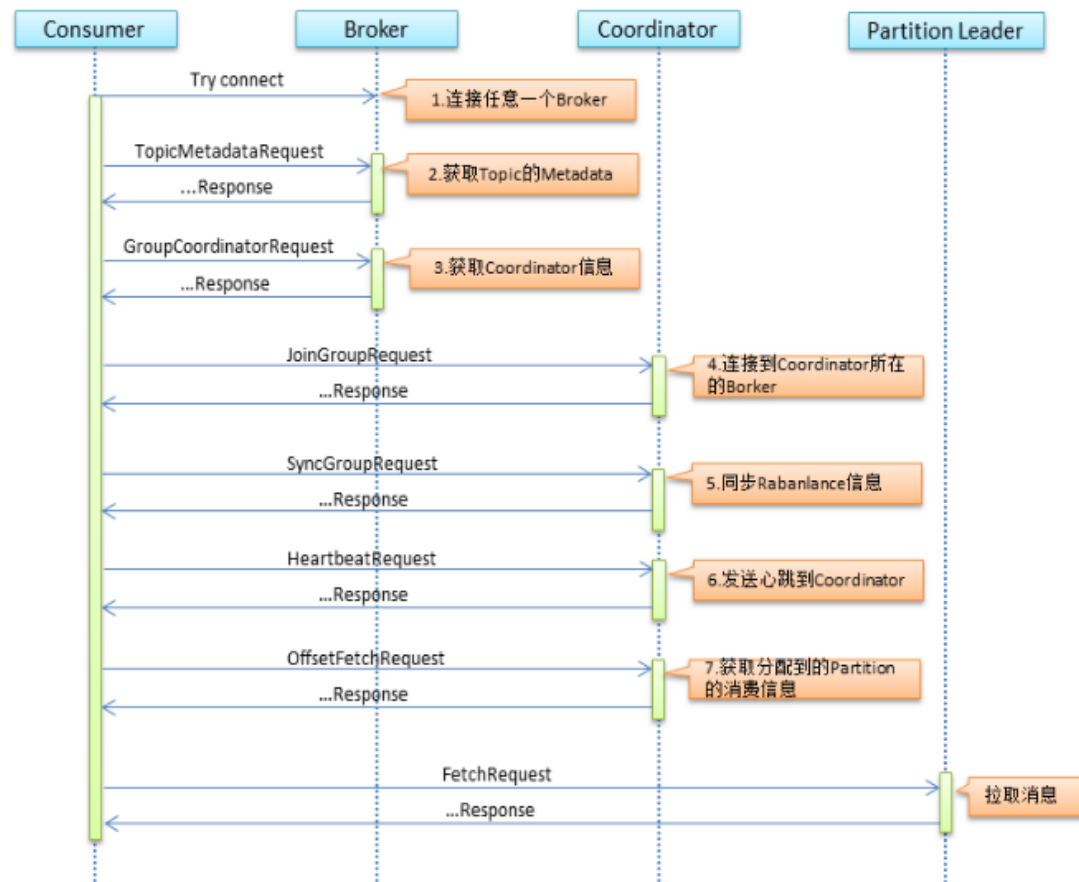 Consumer
Broker
Coordinator
Partition Leader
Try connect
1.连接任意一个Broker
TopicMetadataRequest
2.获取Topic的Metadata
...Response
GroupCoordinatorRequest
3.获取Coordinator信息
...Response
JoinGroupRequest
4.连接到Coordinator所在
的Borker
...Response
SyncGroupRequest
5.同步Rabanlance信息
...Response
HeartbeatRequest
6.发送心跳到Coordinator
...Response
OffsetFetchRequest
7.获取分配到的Partition
的消费信息
...Response
FetchRequest
拉取消息
...Response